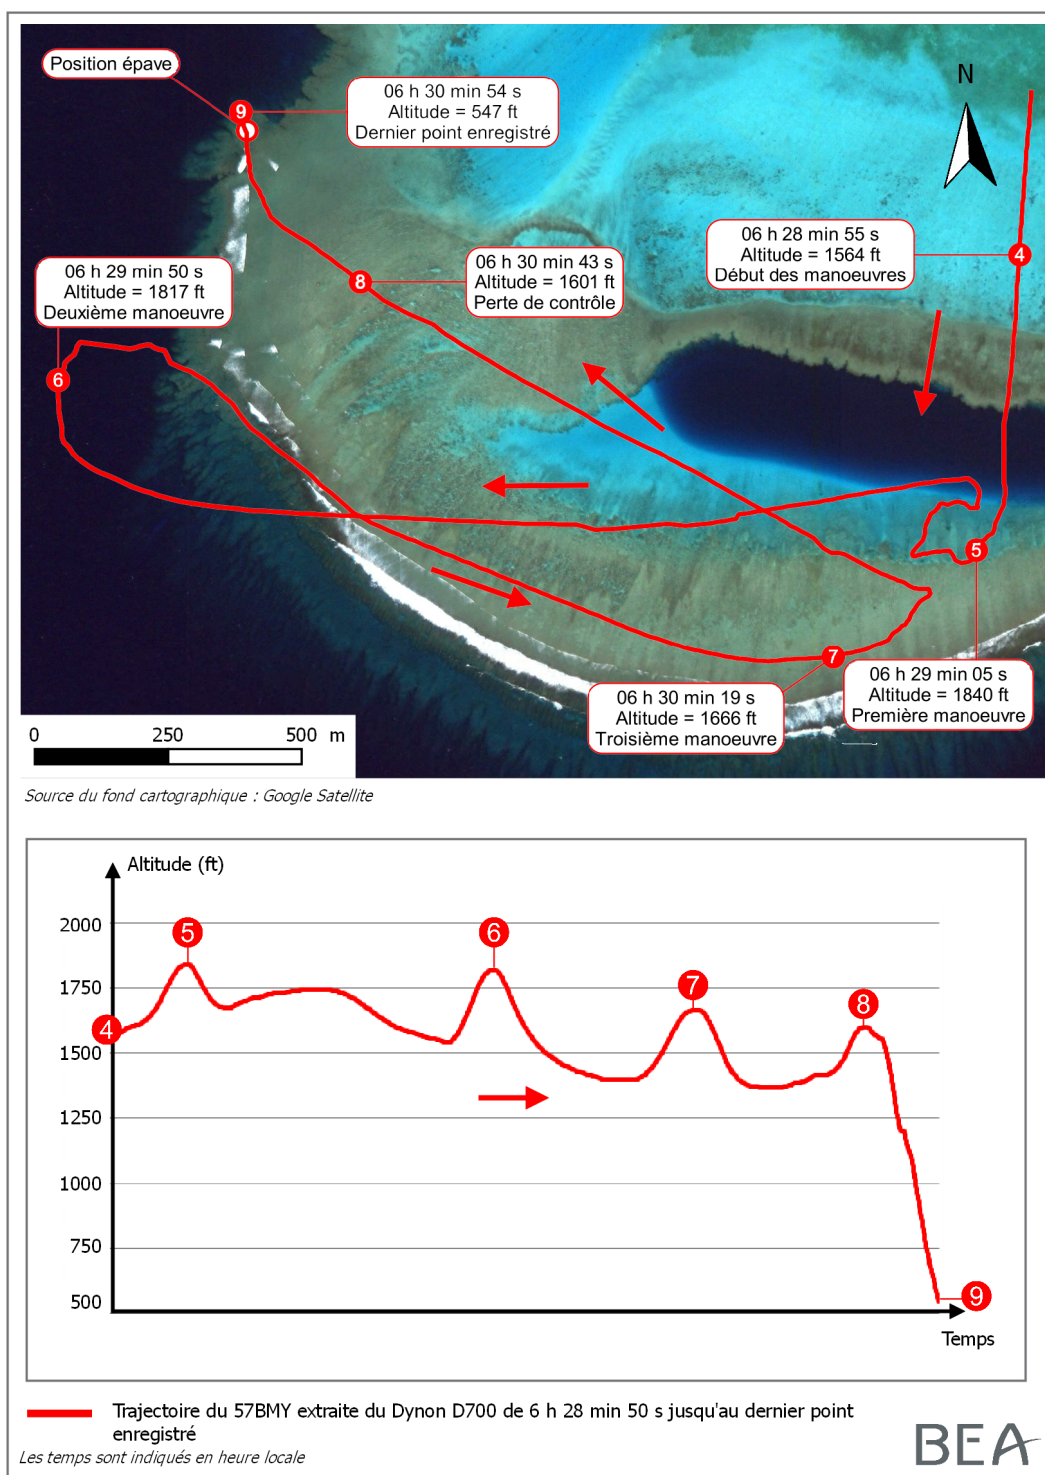 Position épave
9
06 h 30 min 54 s
Altitude = 547 ft
Dernier point enregistré
N
06 h 28 min 55 s
Altitude = 1564 ft
Début des manoeuvres
4
06 h 29 min 50 s
Altitude = 1817 ft
Deuxième manoeuvre
06 h 30 min 43 s
Altitude = 1601 ft
Perte de contrôle
8
6
5
7
06 h 30 min 19 s
Altitude = 1666 ft
Troisième manoeuvre
06 h 29 min 05 s
Altitude = 1840 ft
Première manoeuvre
0 250 500 m
Source du fond cartographique : Google Satellite
Altitude (ft)
2000
1750
1500
1250
1000
750
500
4
5
6
7
8
9
Temps
Trajectoire du 57BMY extraite du Dynon D700 de 6 h 28 min 50 s jusqu'au dernier point
enregistré
Les temps sont indiqués en heure locale
BEA